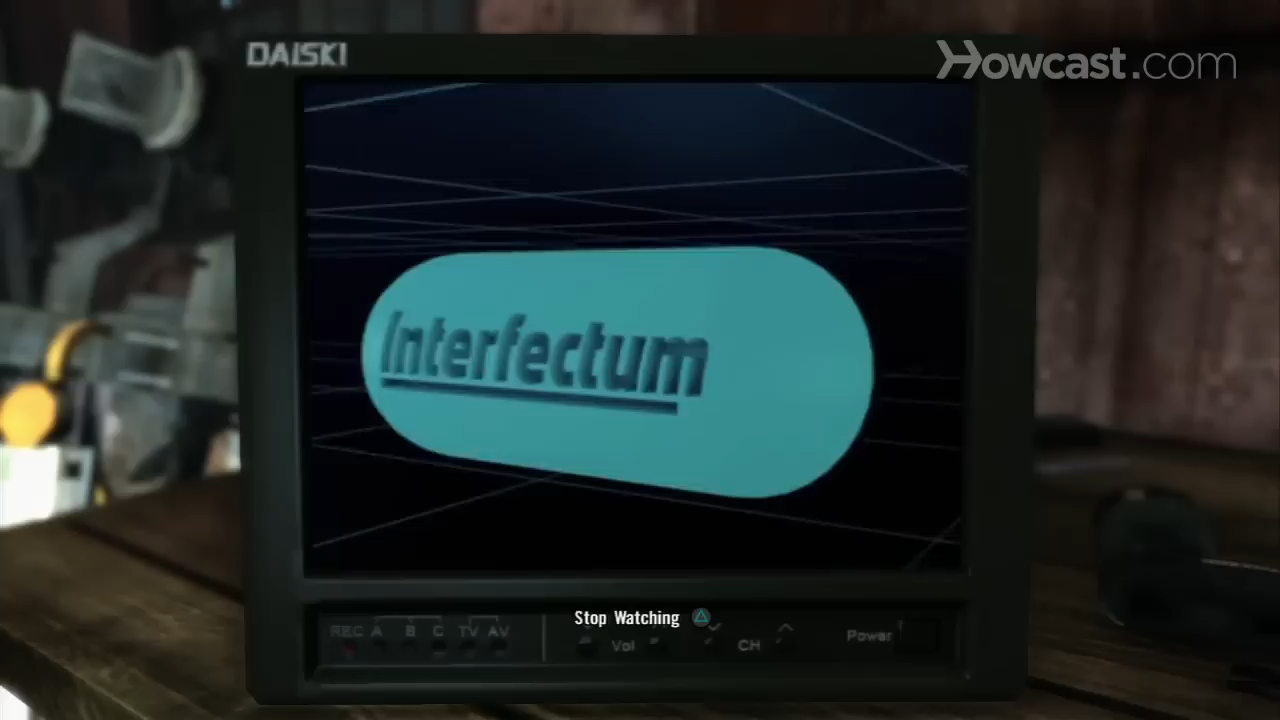 DAISKI
Howcast.com
Interfectum
Stop Watching
REC A B C TV AV
Vol
CH
Power